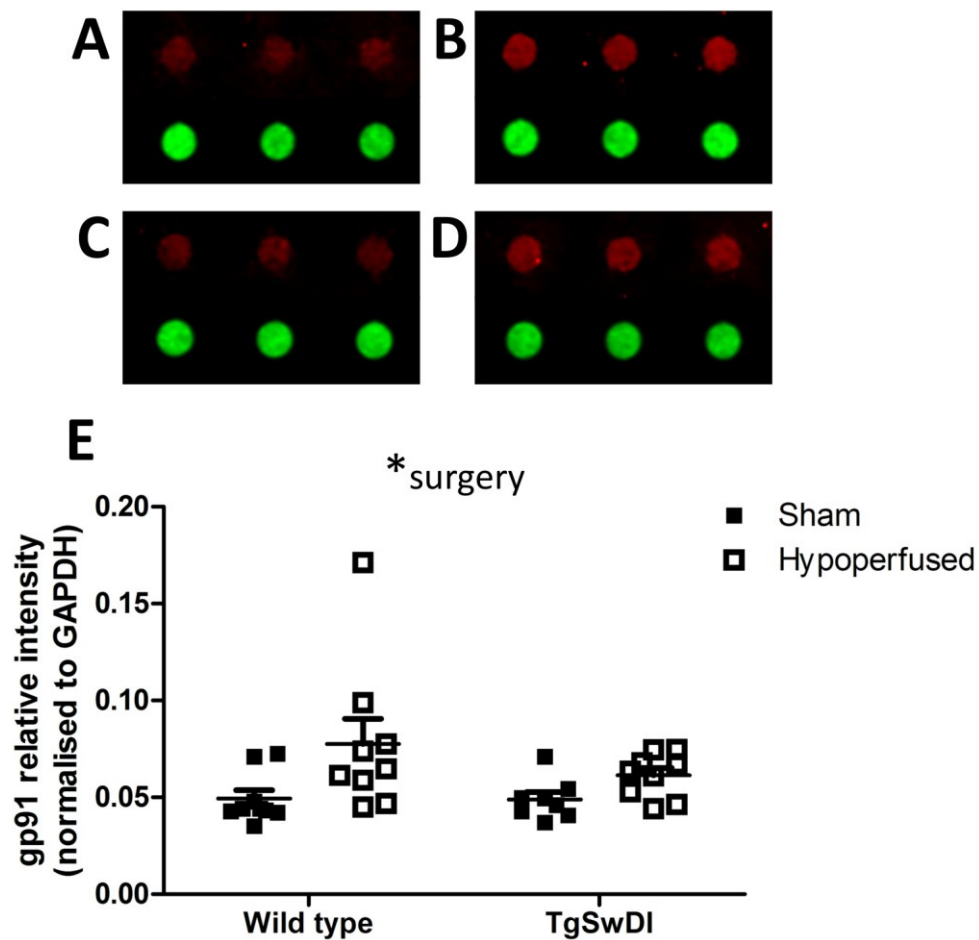 A
B
C
D
E
*surgery
gp91 relative intensity
(normalised to GAPDH)
0.20
0.15
0.10
0.05
0.00
Wild type
TgSwDI
Sham
Hypoperfused